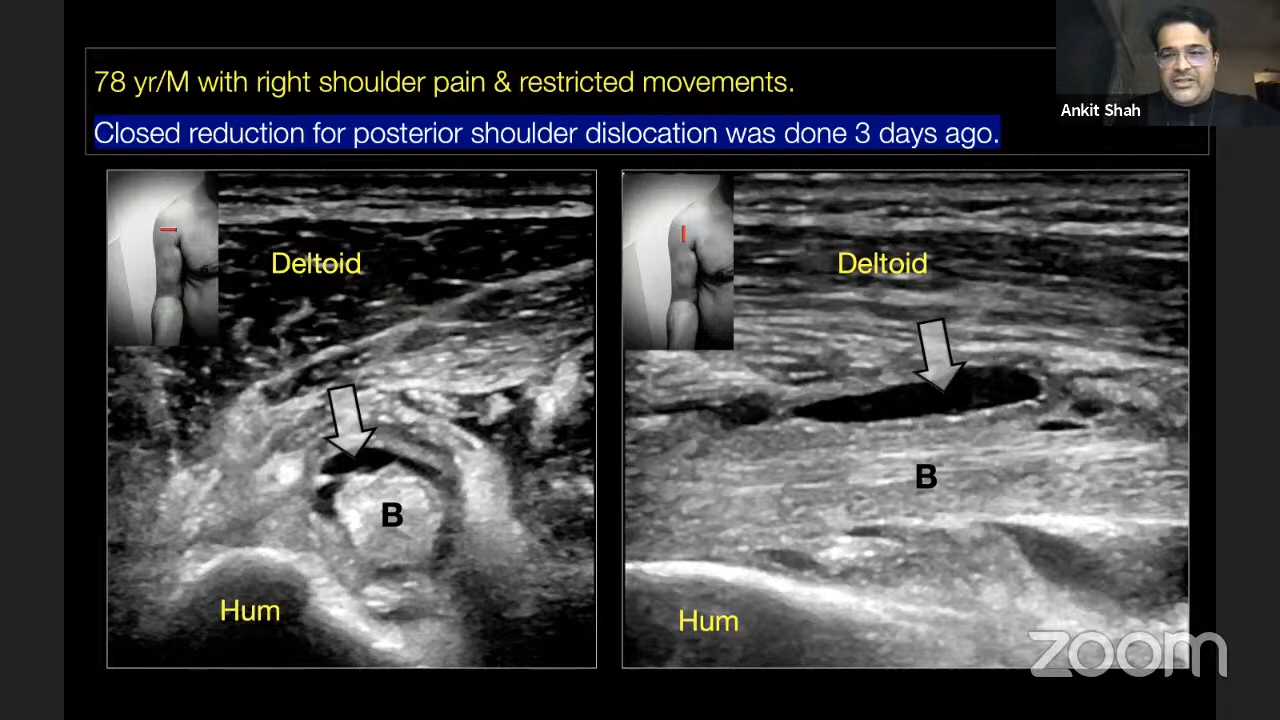 78 yr/M with right shoulder pain & restricted movements.
Closed reduction for posterior shoulder dislocation was done 3 days ago.
Ankit Shah
Deltoid
B
Hum
Deltoid
B
Hum
zoom